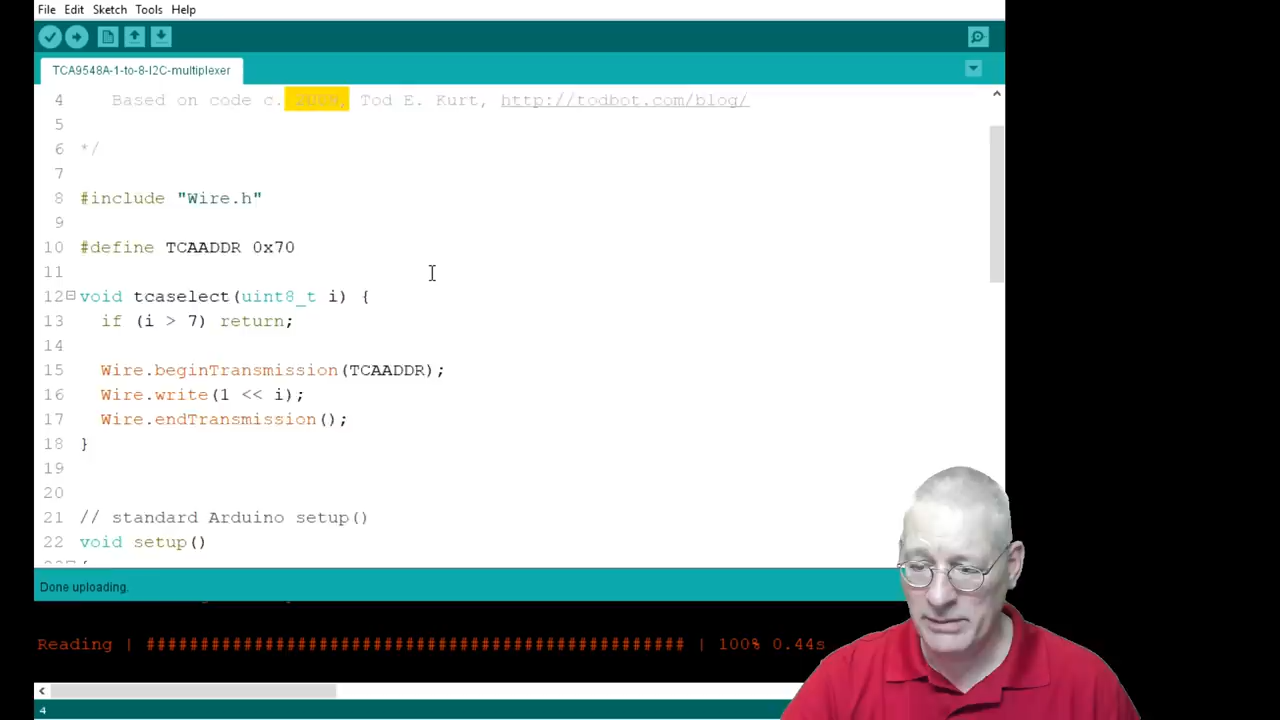 File Edit Sketch Tools Help
TCA9548A-1-to-8-I2C-multiplexer
4 Based on code c. Tod E. Kurt, http://todbot.com/blog/
5
6 */
7
8 #include "Wire.h"
9
10 #define TCAADDR 0x70
11
12 void tcaselect(uint8_t i) {
13 if (i > 7) return;
14
15 Wire.beginTransmission(TCAADDR);
16 Wire.write(1 << i);
17 Wire.endTransmission();
18 }
19
20
21 // standard Arduino setup()
22 void setup()
Done uploading.
Reading | ################################################## | 100% 0.44s
4